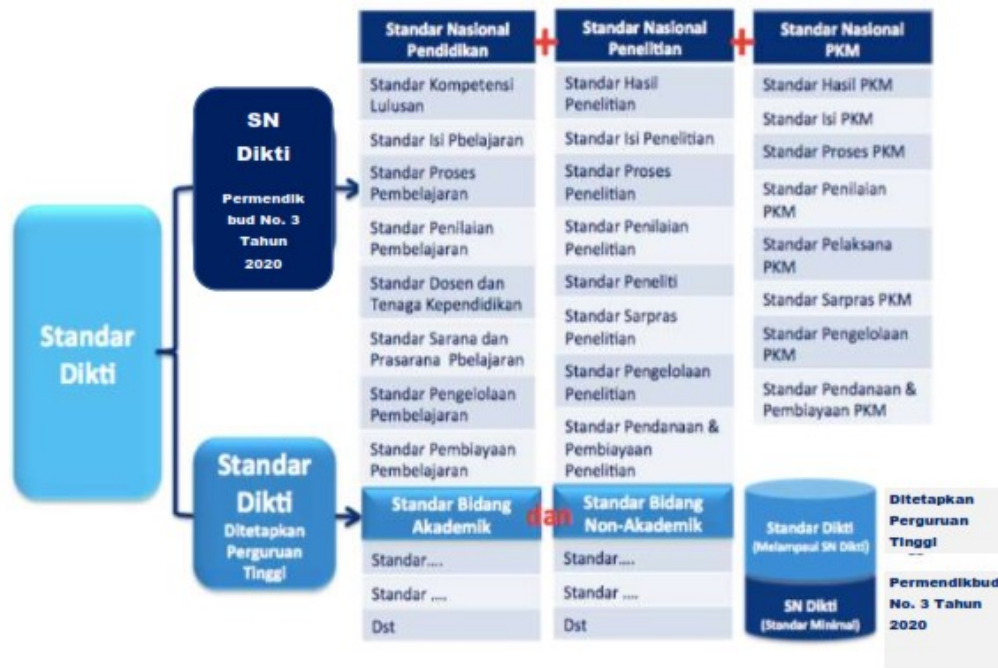 Standar
Dikti
SN
Dikti
Permendik
bud No. 3
Tahun
2020
Standar
Dikti
Ditetapkan
Perguruan
Tinggi
Standar Nasional
Pendidikan
Standar Kompetensi
Lulusan
Standar Isi Pbelajaran
Standar Proses
Pembelajaran
Standar Penilaian
Pembelajaran
Standar Dosen dan
Tenaga Kependidikan
Standar Sarana dan
Prasarana Pbelajaran
Standar Pengelolaan
Pembelajaran
Standar Pembiayaan
Pembelajaran
+
Standar Nasional
Penelitian
Standar Hasil
Penelitian
Standar Isi Penelitian
Standar Proses
Penelitian
Standar Penilaian
Penelitian
Standar Peneliti
Standar Sarpras
Penelitian
Standar Pengelolaan
Penelitian
Standar Pendanaan &
Pembiayaan
Penelitian
+
Standar Nasional
PKM
Standar Hasil PKM
Standar Isi PKM
Standar Proses PKM
Standar Penilaian
PKM
Standar Pelaksana
PKM
Standar Sarpras PKM
Standar Pengelolaan
PKM
Standar Pendanaan &
Pembiayaan PKM
Standar Bidang
Akademik
Standar....
Standar ....
Dst
dan
Standar Bidang
Non-Akademik
Standar....
Standar ....
Dst
Standar Dikti
(Melampaui SN Dikti)
SN Dikti
(Standar Minimal)
Ditetapkan
Perguruan
Tinggi
Permendikbud
No. 3 Tahun
2020